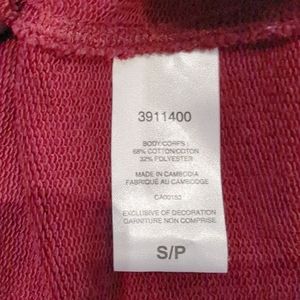 3911400
BODY/CORPS :
68% COTTON/COTON
32% POLYESTER
MADE IN CAMBODIA
FABRIQUÉ AU CAMBODGE
CA00153
EXCLUSIVE OF DECORATION
GARNITURE NON COMPRISE
S/P